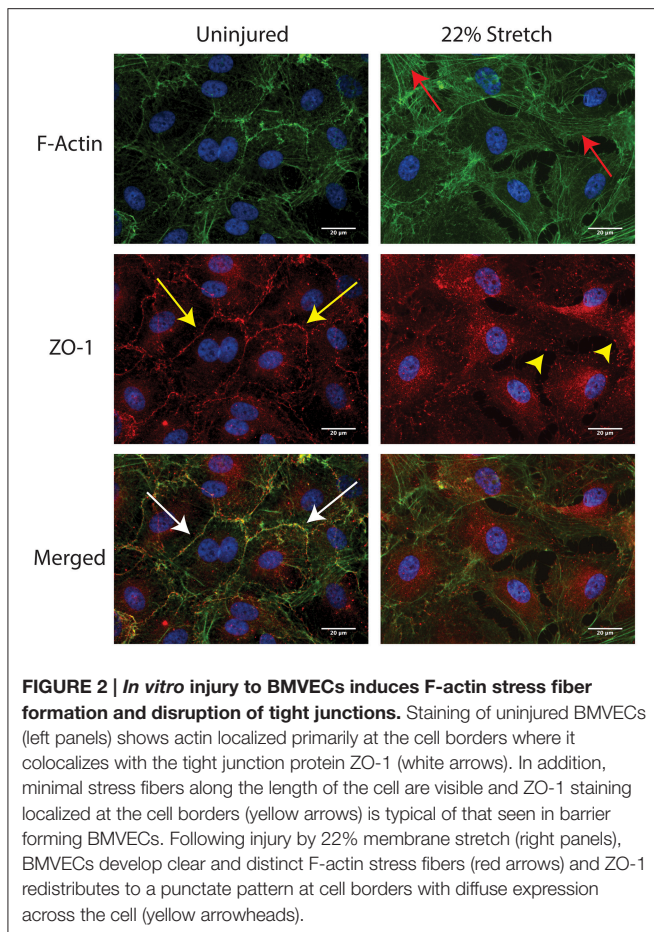 Uninjured
22% Stretch
F-Actin
20 µm
20 µm
ZO-1
20 µm
20 µm
Merged
20 µm
20 µm
FIGURE 2 | In vitro injury to BMVECs induces F-actin stress fiber
formation and disruption of tight junctions. Staining of uninjured BMVECs
(left panels) shows actin localized primarily at the cell borders where it
colocalizes with the tight junction protein ZO-1 (white arrows). In addition,
minimal stress fibers along the length of the cell are visible and ZO-1 staining
localized at the cell borders (yellow arrows) is typical of that seen in barrier
forming BMVECs. Following injury by 22% membrane stretch (right panels),
BMVECs develop clear and distinct F-actin stress fibers (red arrows) and ZO-1
redistributes to a punctate pattern at cell borders with diffuse expression
across the cell (yellow arrowheads).